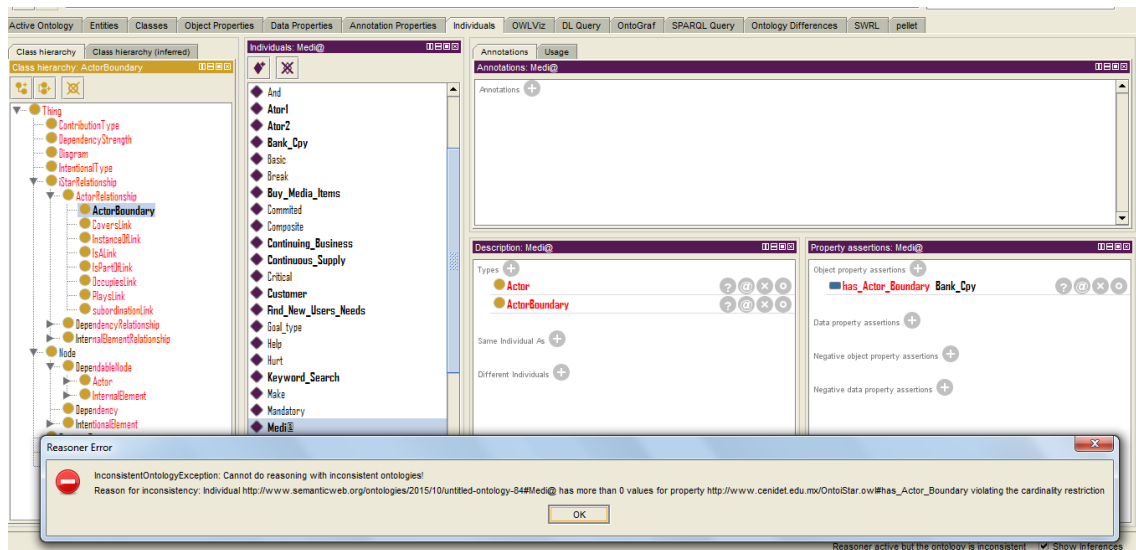 Active Ontology Entities Classes Object Properties Data Properties Annotation Properties Individuals OWLViz DL Query OntoGraf SPARQL Query Ontology Differences SWRL pellet
Class hierarchy Class hierarchy (inferred)
Class hierarchy: ActorBoundary
Thing
ContributionType
DependencyStrength
Diagram
IntentionalType
iStarRelationship
ActorRelationship
ActorBoundary
CoversLink
InstanceOfLink
IsALink
IsPartOfLink
OccupiesLink
PlaysLink
subordinationLink
DependencyRelationship
InternalElementRelationship
Node
DependableNode
Actor
InternalElement
Dependency
IntentionalElement
Individuals: Medi@
And
Ator1
Ator2
Bank_Cpy
Basic
Break
Buy_Media_Items
Commited
Composite
Continuing_Business
Continuous_Supply
Critical
Customer
Find_New_Users_Needs
Goal_type
Help
Hurt
Keyword_Search
Make
Mandatory
Medi@
Annotations Usage
Annotations: Medi@
Annotations
Description: Medi@
Types
Actor
ActorBoundary
Same Individual As
Different Individuals
Property assertions: Medi@
Object property assertions
has_Actor_Boundary Bank_Cpy
Data property assertions
Negative object property assertions
Negative data property assertions
Reasoner Error
InconsistentOntologyException: Cannot do reasoning with inconsistent ontologies!
Reason for inconsistency: Individual http://www.semanticweb.org/ontologies/2015/10/untitled-ontology-84#Medi@ has more than 0 values for property http://www.cenidet.edu.mx/OntoiStar.owl#has_Actor_Boundary violating the cardinality restriction
OK
Reasoner active but the ontology is inconsistent Show Inferences